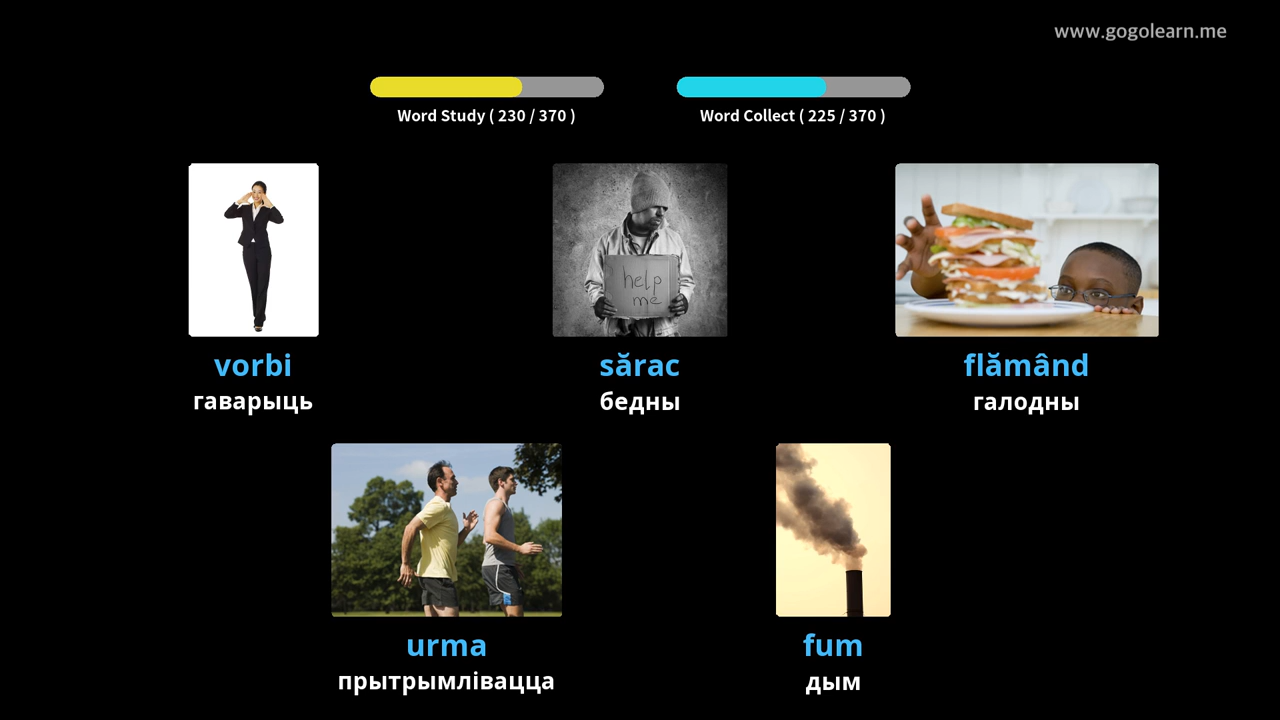 www.gogolearn.me
Word Study ( 230 / 370 )
Word Collect ( 225 / 370 )
vorbi
гаварыць
sărac
бедны
help
me
flămând
галодны
urma
прытрымлівацца
fum
дым